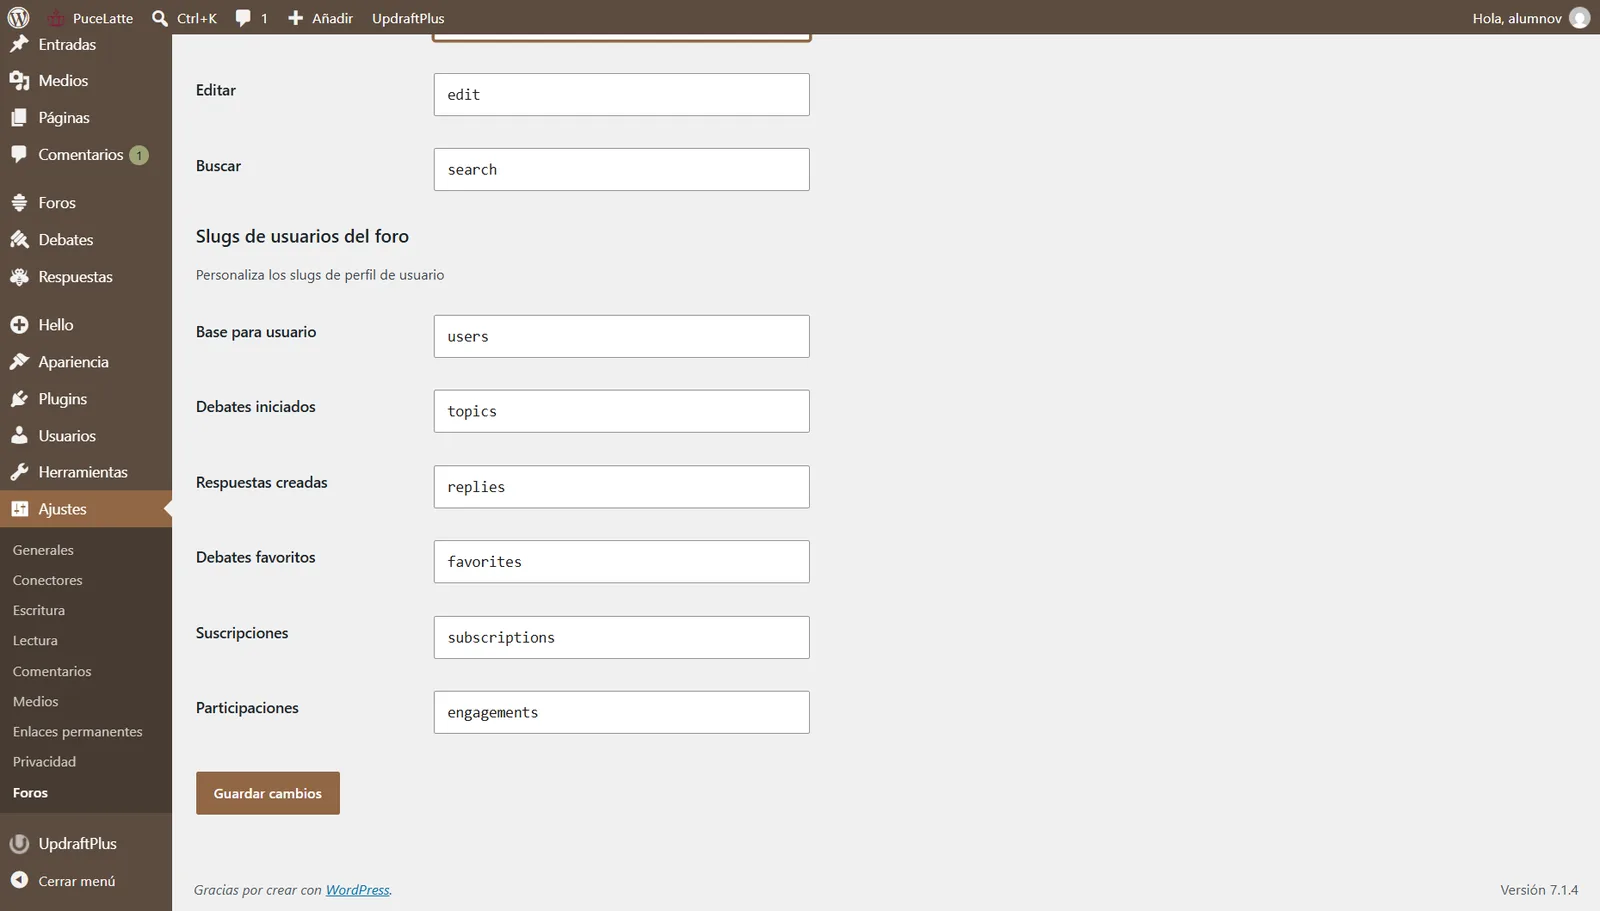 PuceLatte Ctrl+K 1 Añadir UpdraftPlus Hola, alumnov
Entradas
Medios
Páginas
Comentarios 1
Foros
Debates
Respuestas
Hello
Apariencia
Plugins
Usuarios
Herramientas
Ajustes
Generales
Conectores
Escritura
Lectura
Comentarios
Medios
Enlaces permanentes
Privacidad
Foros
UpdraftPlus
Cerrar menú
Editar edit
Buscar search
Slugs de usuarios del foro
Personaliza los slugs de perfil de usuario
Base para usuario users
Debates iniciados topics
Respuestas creadas replies
Debates favoritos favorites
Suscripciones subscriptions
Participaciones engagements
Guardar cambios
Gracias por crear con WordPress. Versión 7.1.4